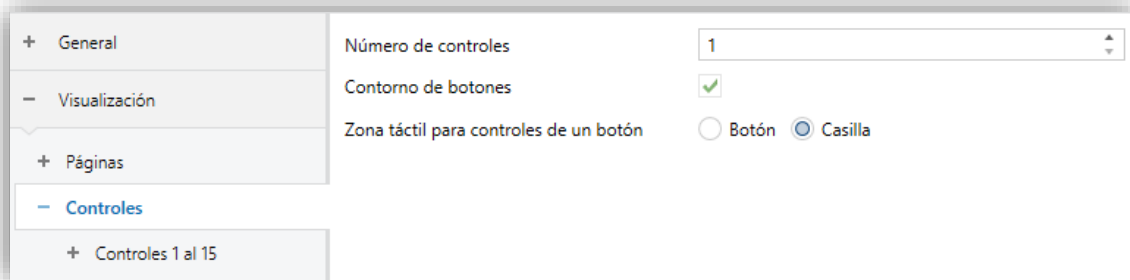 General
Visualización
Páginas
Controles
Controles 1 al 15
Número de controles
1
Contorno de botones
Zona táctil para controles de un botón
Botón
Casilla